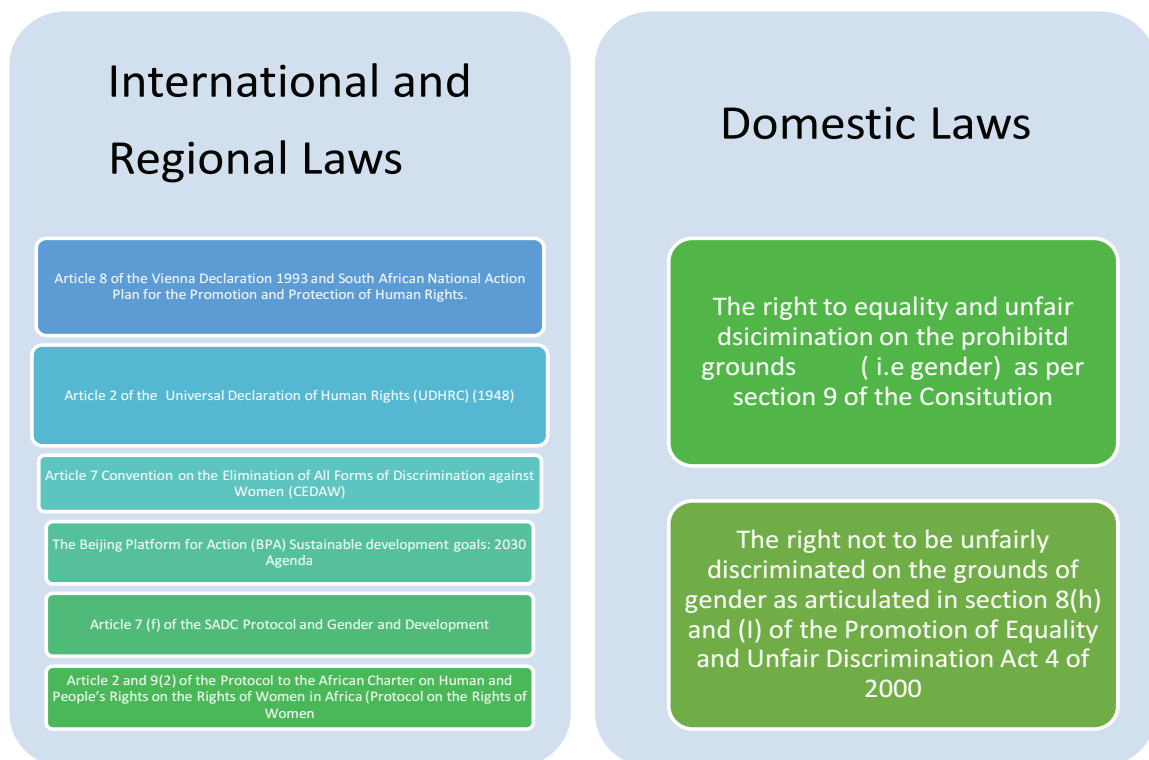 International and
Regional Laws
Article 8 of the Vienna Declaration 1993 and South African National Action
Plan for the Promotion and Protection of Human Rights.
Article 2 of the  Universal Declaration of Human Rights (UDHRC) (1948)
Article 7 Convention on the Elimination of All Forms of Discrimination against
Women (CEDAW)
The Beijing Platform for Action (BPA) Sustainable development goals: 2030
Agenda
Article 7 (f) of the SADC Protocol and Gender and Development
Article 2 and 9(2) of the Protocol to the African Charter on Human and
People’s Rights on the Rights of Women in Africa (Protocol on the Rights of
Women
Domestic Laws
The right to equality and unfair
dsicimination on the prohibitd
grounds ( i.e gender) as per
section 9 of the Consitution
The right not to be unfairly
discriminated on the grounds of
gender as articulated in section 8(h)
and (I) of the Promotion of Equality
and Unfair Discrimination Act 4 of
2000